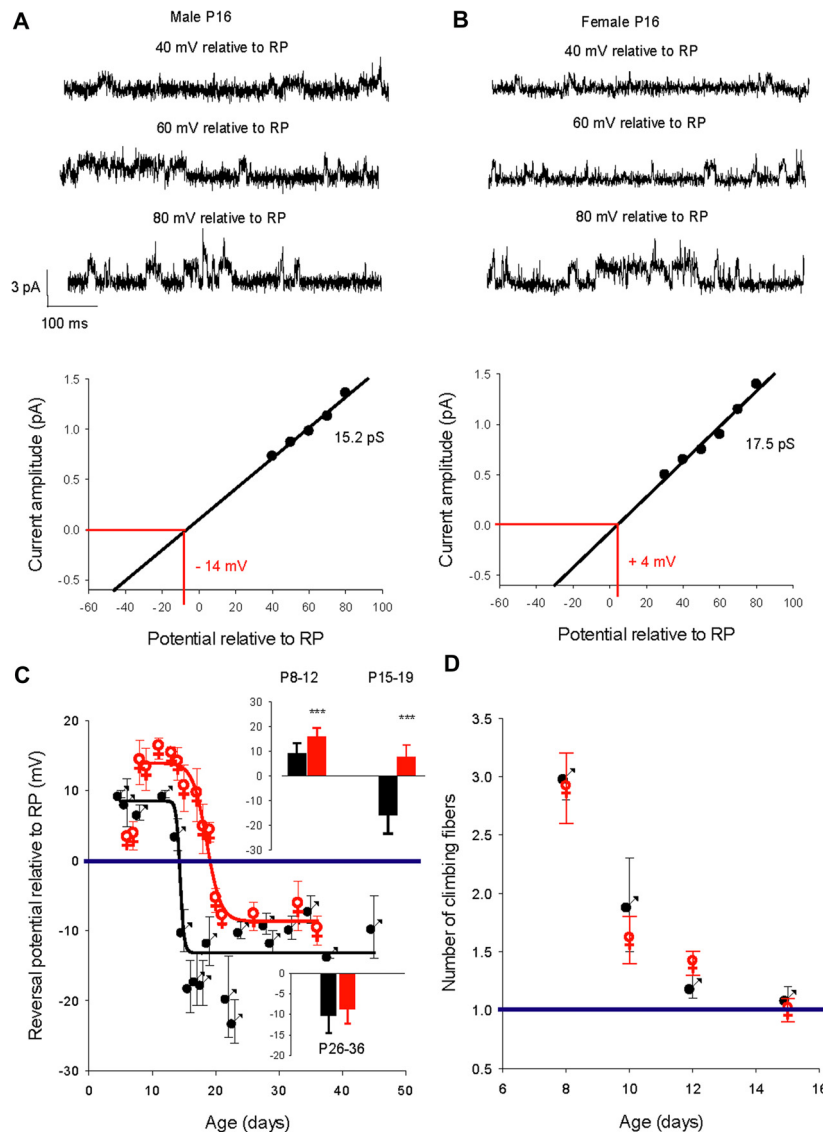 A
Male P16
40 mV relative to RP
60 mV relative to RP
80 mV relative to RP
3 pA
100 ms
B
Female P16
40 mV relative to RP
60 mV relative to RP
80 mV relative to RP
Current amplitude (pA)
1.5
1.0
0.5
0.0
-0.5
15.2 pS
- 14 mV
-60 -40 -20 0 20 40 60 80 100
Potential relative to RP
Current amplitude (pA)
1.5
1.0
0.5
0.0
-0.5
17.5 pS
+ 4 mV
-60 -40 -20 0 20 40 60 80 100
Potential relative to RP
C
Reversal potential relative to RP (mV)
20
10
0
-10
-20
-30
P8-12 P15-19
30
20
10
0
-10
-20
-30
***
***
0
-5
-10
-15
-20
P26-36
0 10 20 30 40 50
Age (days)
D
Number of climbing fibers
3.5
3.0
2.5
2.0
1.5
1.0
0.5
6 8 10 12 14 16
Age (days)